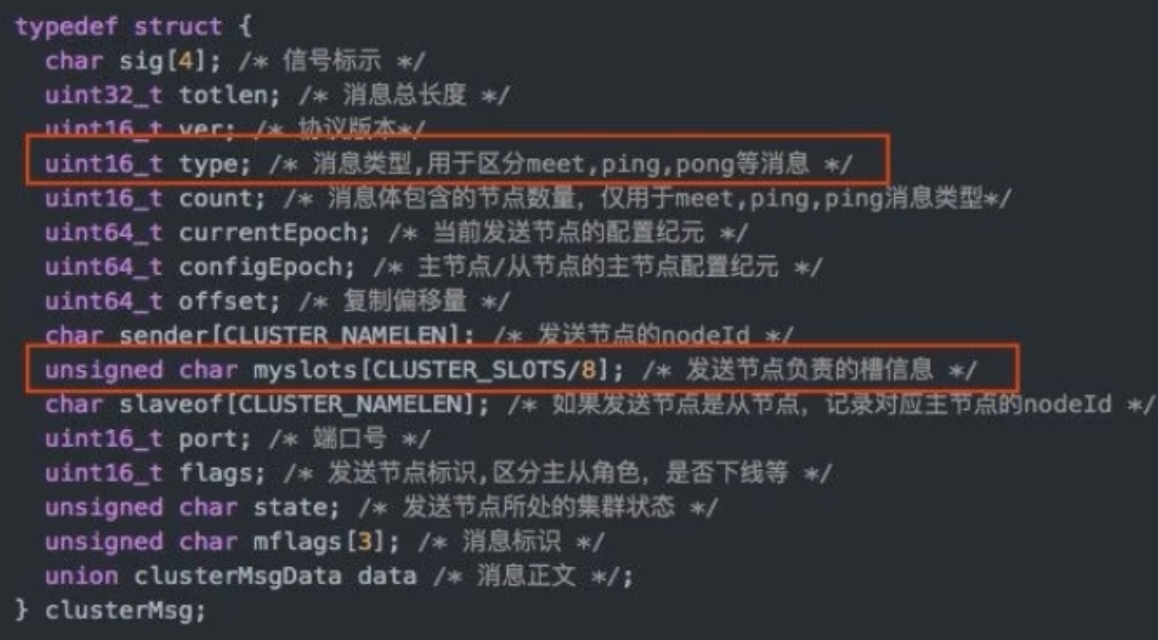 typedef struct {
char sig[4]; /* 信号标示 */
uint32_t totlen; /* 消息总长度 */
uint16_t ver; /* 协议版本*/
uint16_t type; /* 消息类型,用于区分meet,ping,pong等消息 */
uint16_t count; /* 消息体包含的节点数量，仅用于meet,ping,ping消息类型*/
uint64_t currentEpoch; /* 当前发送节点的配置纪元 */
uint64_t configEpoch; /* 主节点/从节点的主节点配置纪元 */
uint64_t offset; /* 复制偏移量 */
char sender[CLUSTER_NAMELEN]; /* 发送节点的nodeId */
unsigned char myslots[CLUSTER_SLOTS/8]; /* 发送节点负责的槽信息 */
char slaveof[CLUSTER_NAMELEN]; /* 如果发送节点是从节点，记录对应主节点的nodeId */
uint16_t port; /* 端口号 */
uint16_t flags; /* 发送节点标识,区分主从角色，是否下线等 */
unsigned char state; /* 发送节点所处的集群状态 */
unsigned char mflags[3]; /* 消息标识 */
union clusterMsgData data /* 消息正文 */;
} clusterMsg;